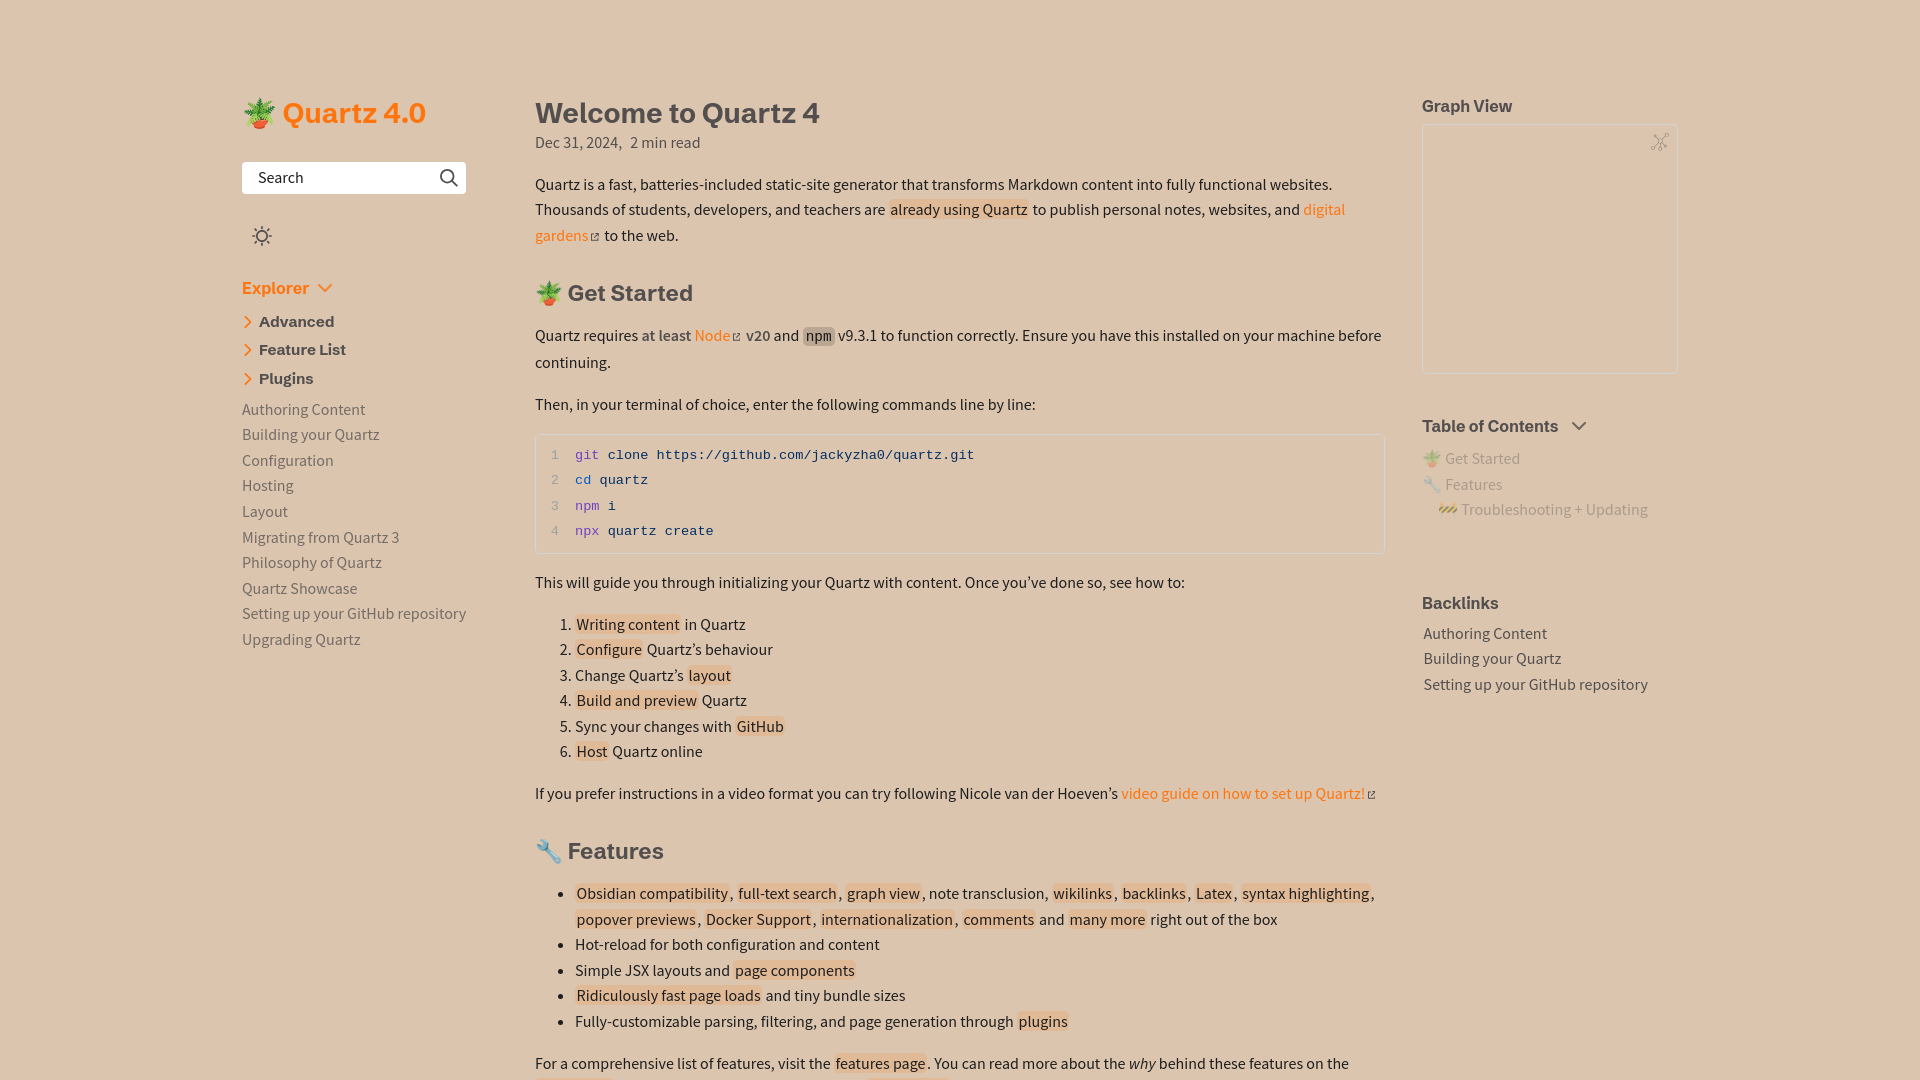 🪴 Quartz 4.0
Search
Explorer
Advanced
Feature List
Plugins
Authoring Content
Building your Quartz
Configuration
Hosting
Layout
Migrating from Quartz 3
Philosophy of Quartz
Quartz Showcase
Setting up your GitHub repository
Upgrading Quartz
Welcome to Quartz 4
Dec 31, 2024, 2 min read
Quartz is a fast, batteries-included static-site generator that transforms Markdown content into fully functional websites.
Thousands of students, developers, and teachers are already using Quartz to publish personal notes, websites, and digital
gardens to the web.
🪴 Get Started
Quartz requires at least Node v20 and npm v9.3.1 to function correctly. Ensure you have this installed on your machine before
continuing.
Then, in your terminal of choice, enter the following commands line by line:
1 git clone https://github.com/jackyzha0/quartz.git
2 cd quartz
3 npm i
4 npx quartz create
This will guide you through initializing your Quartz with content. Once you’ve done so, see how to:
1. Writing content in Quartz
2. Configure Quartz’s behaviour
3. Change Quartz’s layout
4. Build and preview Quartz
5. Sync your changes with GitHub
6. Host Quartz online
If you prefer instructions in a video format you can try following Nicole van der Hoeven’s video guide on how to set up Quartz!
🔧 Features
• Obsidian compatibility, full-text search, graph view, note transclusion, wikilinks, backlinks, Latex, syntax highlighting,
popover previews, Docker Support, internationalization, comments and many more right out of the box
• Hot-reload for both configuration and content
• Simple JSX layouts and page components
• Ridiculously fast page loads and tiny bundle sizes
• Fully-customizable parsing, filtering, and page generation through plugins
For a comprehensive list of features, visit the features page. You can read more about the why behind these features on the
Graph View
Table of Contents
🪴 Get Started
🔧 Features
🚧 Troubleshooting + Updating
Backlinks
Authoring Content
Building your Quartz
Setting up your GitHub repository